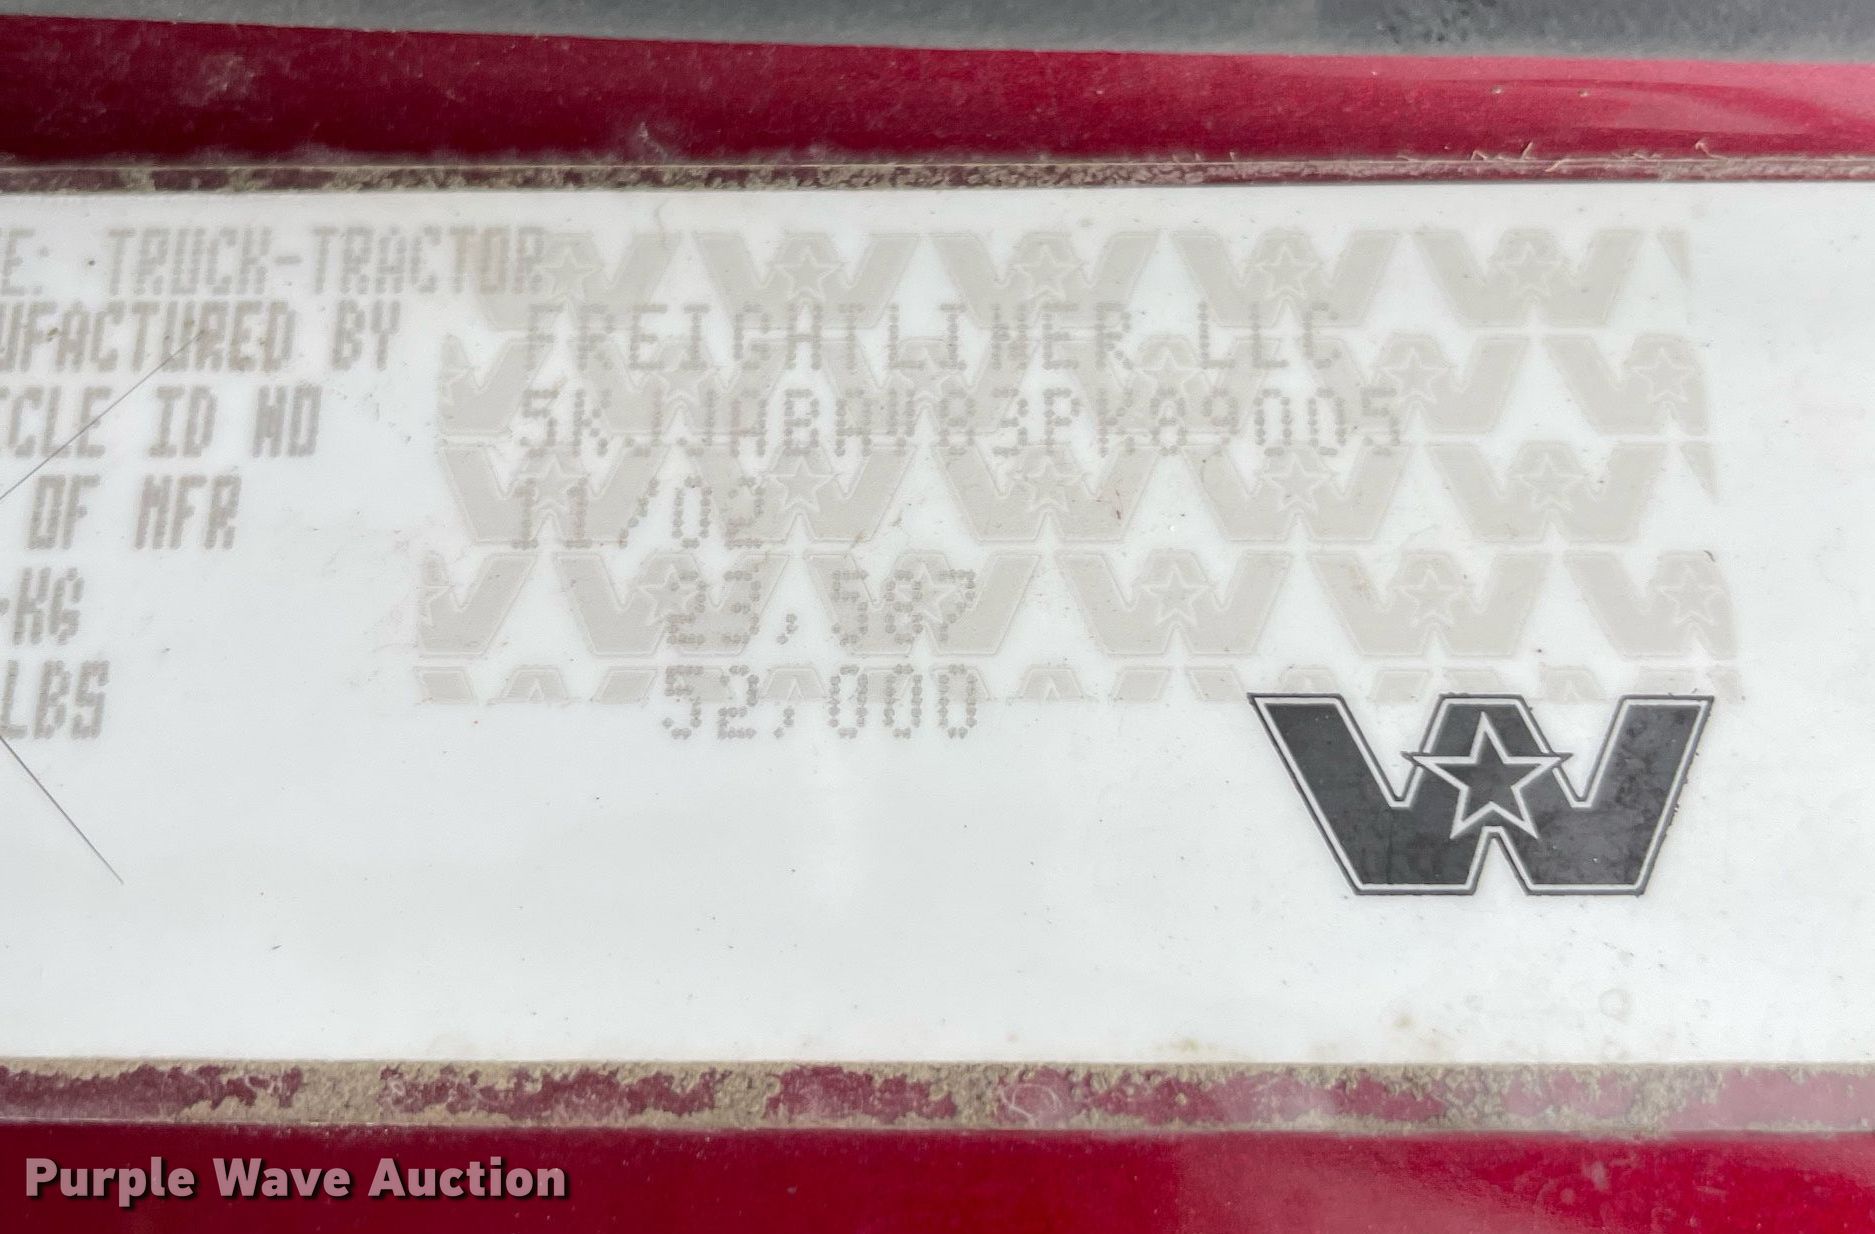 E: TRUCK-TRACTOR
UFACTURED BY FREIGHTLINER LLC
ICLE ID NO 5KJJABAV83PK89005
OF MFR 11/02
-KG 23,587
LBS 52,000
Purple Wave Auction